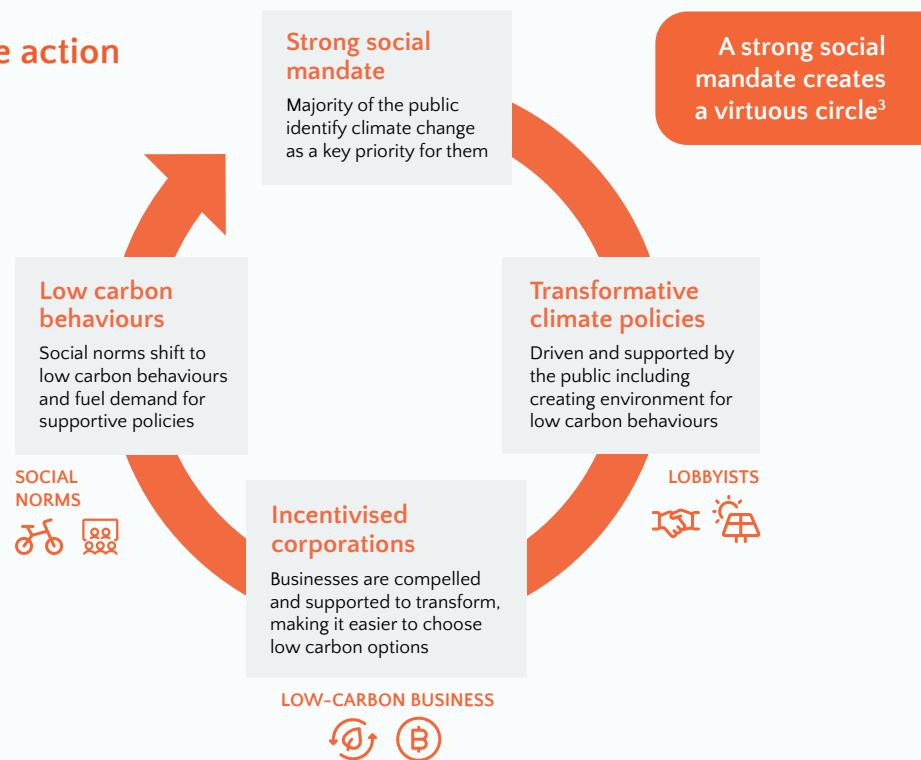 e action
A strong social
mandate creates
a virtuous circle³
Strong social
mandate
Majority of the public
identify climate change
as a key priority for them
Transformative
climate policies
Driven and supported by
the public including
creating environment for
low carbon behaviours
LOBBYISTS
Incentivised
corporations
Businesses are compelled
and supported to transform,
making it easier to choose
low carbon options
LOW-CARBON BUSINESS
Low carbon
behaviours
Social norms shift to
low carbon behaviours
and fuel demand for
supportive policies
SOCIAL
NORMS